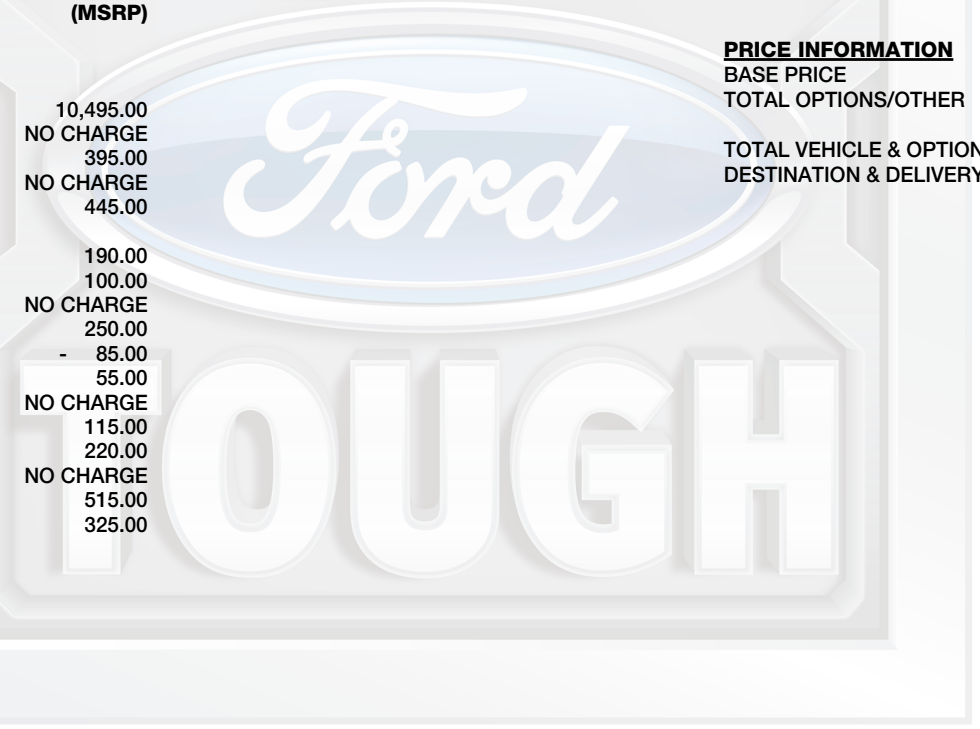 (MSRP)
10,495.00
NO CHARGE
395.00
NO CHARGE
445.00
190.00
100.00
NO CHARGE
250.00
- 85.00
55.00
NO CHARGE
115.00
220.00
NO CHARGE
515.00
325.00
PRICE INFORMATION
BASE PRICE
TOTAL OPTIONS/OTHER
TOTAL VEHICLE & OPTION
DESTINATION & DELIVERY
Ford
TOUGH